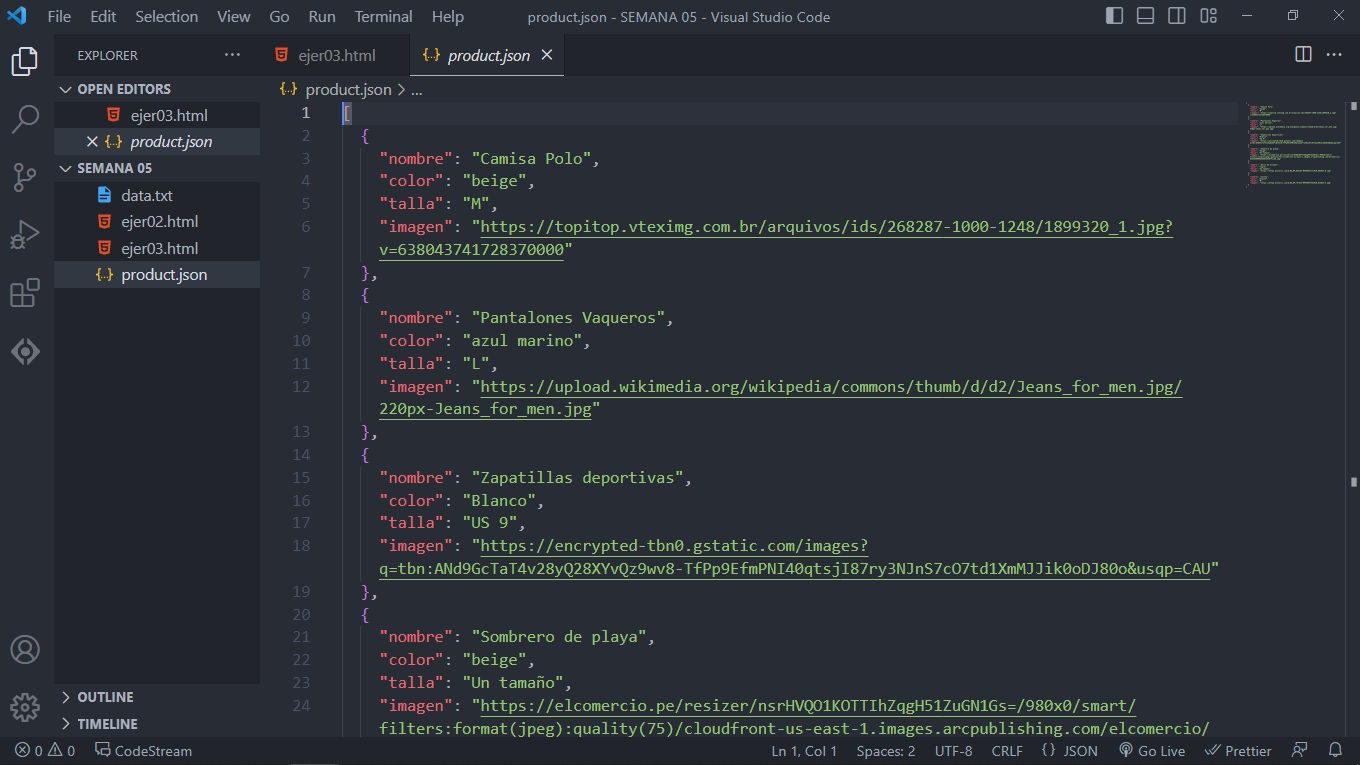 File Edit Selection View Go Run Terminal Help product.json - SEMANA 05 - Visual Studio Code
EXPLORER
OPEN EDITORS
ejer03.html
product.json
SEMANA 05
data.txt
ejer02.html
ejer03.html
product.json
OUTLINE
TIMELINE
ejer03.html product.json
product.json > ...
1 [
2 {
3 "nombre": "Camisa Polo",
4 "color": "beige",
5 "talla": "M",
6 "imagen": "https://topitop.vteximg.com.br/arquivos/ids/268287-1000-1248/1899320_1.jpg?
v=638043741728370000"
7 },
8 {
9 "nombre": "Pantalones Vaqueros",
10 "color": "azul marino",
11 "talla": "L",
12 "imagen": "https://upload.wikimedia.org/wikipedia/commons/thumb/d/d2/Jeans_for_men.jpg/
220px-Jeans_for_men.jpg"
13 },
14 {
15 "nombre": "Zapatillas deportivas",
16 "color": "Blanco",
17 "talla": "US 9",
18 "imagen": "https://encrypted-tbn0.gstatic.com/images?
q=tbn:ANd9GcTaT4v28yQ28XYvQz9wv8-TfPp9EfmPNI40qtsjI87ry3NJnS7cO7td1XmMJJik0oDJ80o&usqp=CAU"
19 },
20 {
21 "nombre": "Sombrero de playa",
22 "color": "beige",
23 "talla": "Un tamaño",
24 "imagen": "https://elcomercio.pe/resizer/nsrHVQO1KOTTIhZqgH51ZuGN1Gs=/980x0/smart/
filters:format(jpeg):quality(75)/cloudfront-us-east-1.images.arcpublishing.com/elcomercio/
0 0 CodeStream Ln 1, Col 1 Spaces: 2 UTF-8 CRLF {} JSON Go Live Prettier